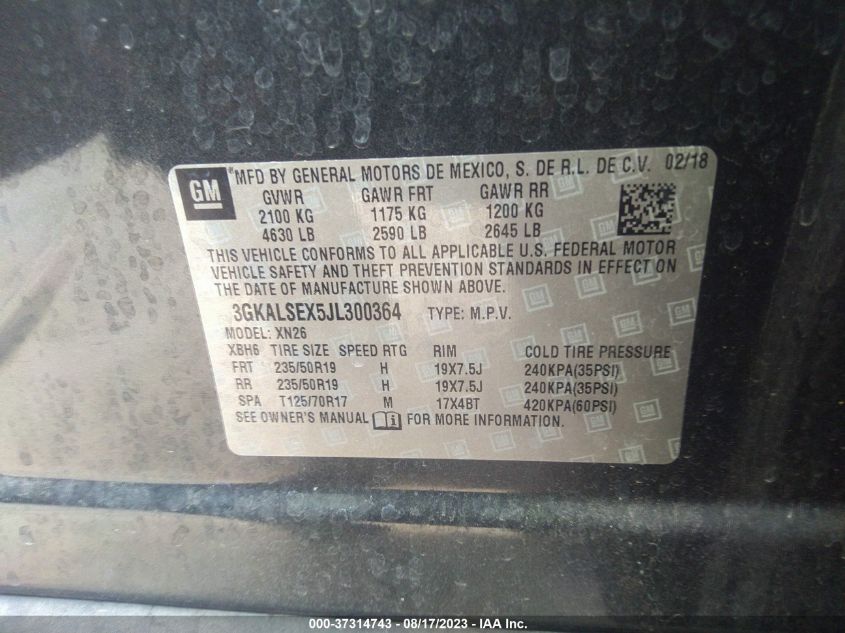 GM *MFD BY GENERAL MOTORS DE MEXICO, S. DE R.L. DE C.V. 02/18
GVWR GAWR FRT GAWR RR
2100 KG 1175 KG 1200 KG
4630 LB 2590 LB 2645 LB
THIS VEHICLE CONFORMS TO ALL APPLICABLE U.S. FEDERAL MOTOR
VEHICLE SAFETY AND THEFT PREVENTION STANDARDS IN EFFECT ON
THE DATE OF MANUFACTURE SHOWN ABOVE.
3GKALSEX5JL300364 TYPE: M.P.V.
MODEL: XN26
XBH6 TIRE SIZE SPEED RTG RIM COLD TIRE PRESSURE
FRT 235/50R19 H 19X7.5J 240KPA(35PSI)
RR 235/50R19 H 19X7.5J 240KPA(35PSI)
SPA T125/70R17 M 17X4BT 420KPA(60PSI)
SEE OWNER'S MANUAL FOR MORE INFORMATION.
000-37314743 - 08/17/2023 - IAA Inc.